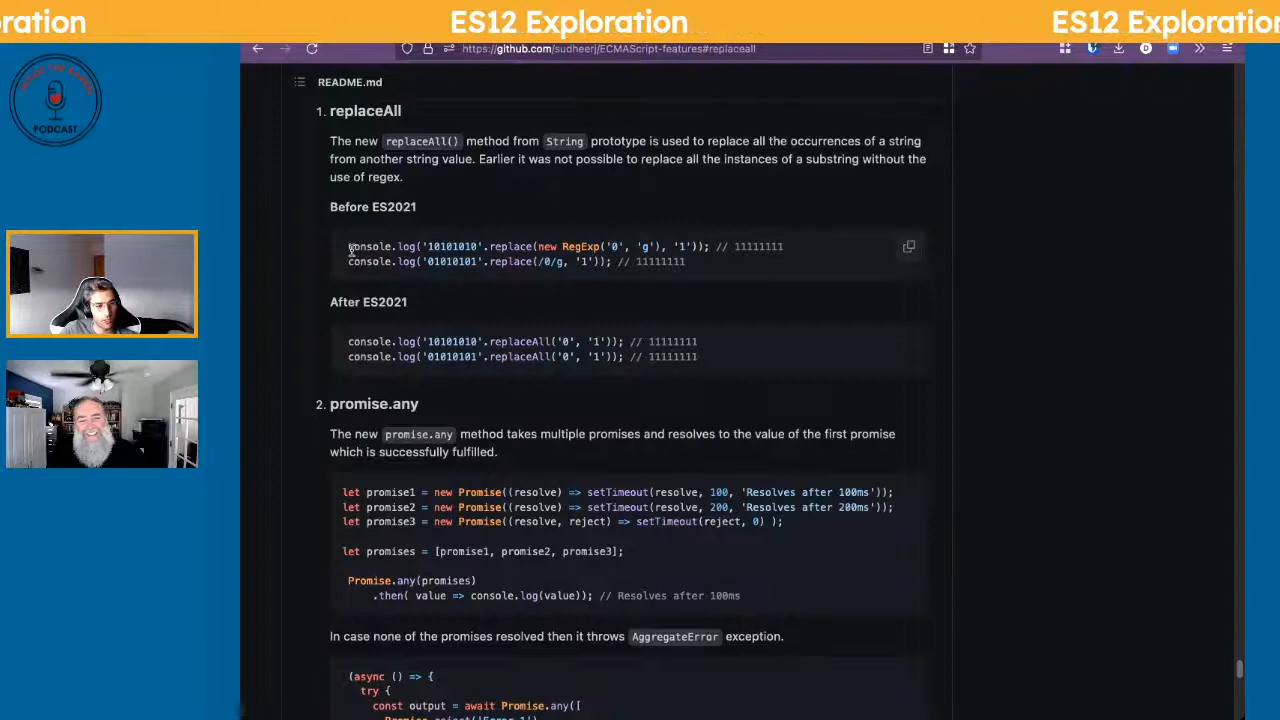 oration
ES12 Exploration
ES12 Exploration
https://github.com/sudheerj/ECMAScript-features#replaceall
INSIDE THE KANDJI
PODCAST
README.md
1. replaceAll
The new replaceAll() method from String prototype is used to replace all the occurrences of a string
from another string value. Earlier it was not possible to replace all the instances of a substring without the
use of regex.
Before ES2021
console.log('10101010'.replace(new RegExp('0', 'g'), '1')); // 11111111
console.log('01010101'.replace(/0/g, '1')); // 11111111
After ES2021
console.log('10101010'.replaceAll('0', '1')); // 11111111
console.log('01010101'.replaceAll('0', '1')); // 11111111
2. promise.any
The new promise.any method takes multiple promises and resolves to the value of the first promise
which is successfully fulfilled.
let promise1 = new Promise((resolve) => setTimeout(resolve, 100, 'Resolves after 100ms'));
let promise2 = new Promise((resolve) => setTimeout(resolve, 200, 'Resolves after 200ms'));
let promise3 = new Promise((resolve, reject) => setTimeout(reject, 0) );
let promises = [promise1, promise2, promise3];
Promise.any(promises)
.then( value => console.log(value)); // Resolves after 100ms
In case none of the promises resolved then it throws AggregateError exception.
(async () => {
try {
const output = await Promise.any([
Promise.reject('Error 1'),